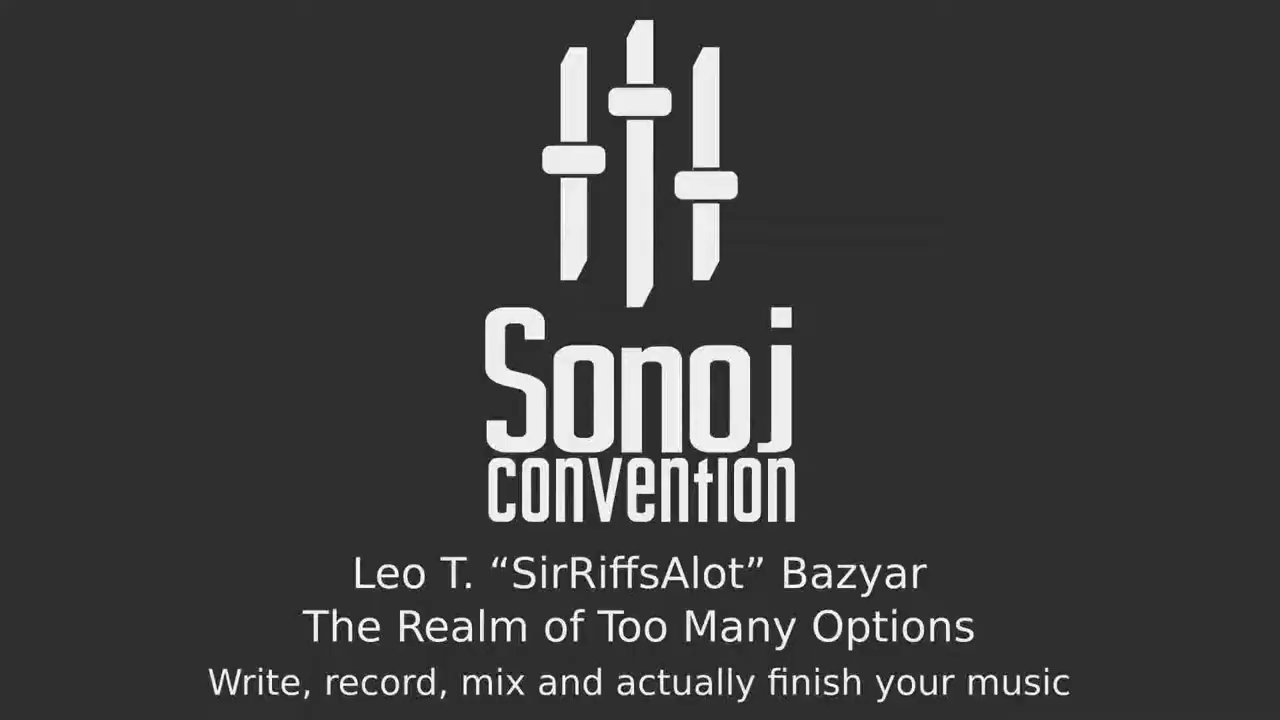 Sonoj
convention
Leo T. “SirRiffsAlot” Bazyar
The Realm of Too Many Options
Write, record, mix and actually finish your music